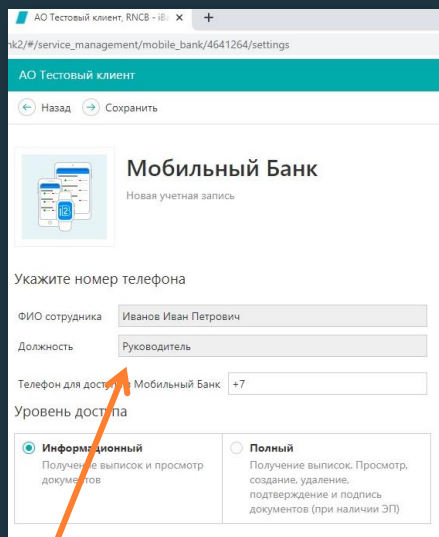 АО Тестовый клиент, RNCB - iBa
nk2/#/service_management/mobile_bank/4641264/settings
АО Тестовый клиент
Назад Сохранить
Мобильный Банк
Новая учетная запись
i2
Укажите номер телефона
ФИО сотрудника Иванов Иван Петрович
Должность Руководитель
Телефон для доступа Мобильный Банк +7
Уровень доступа
Информационный
Получение выписок и просмотр
документов
Полный
Получение выписок. Просмотр,
создание, удаление,
подтверждение и подпись
документов (при наличии ЭП)